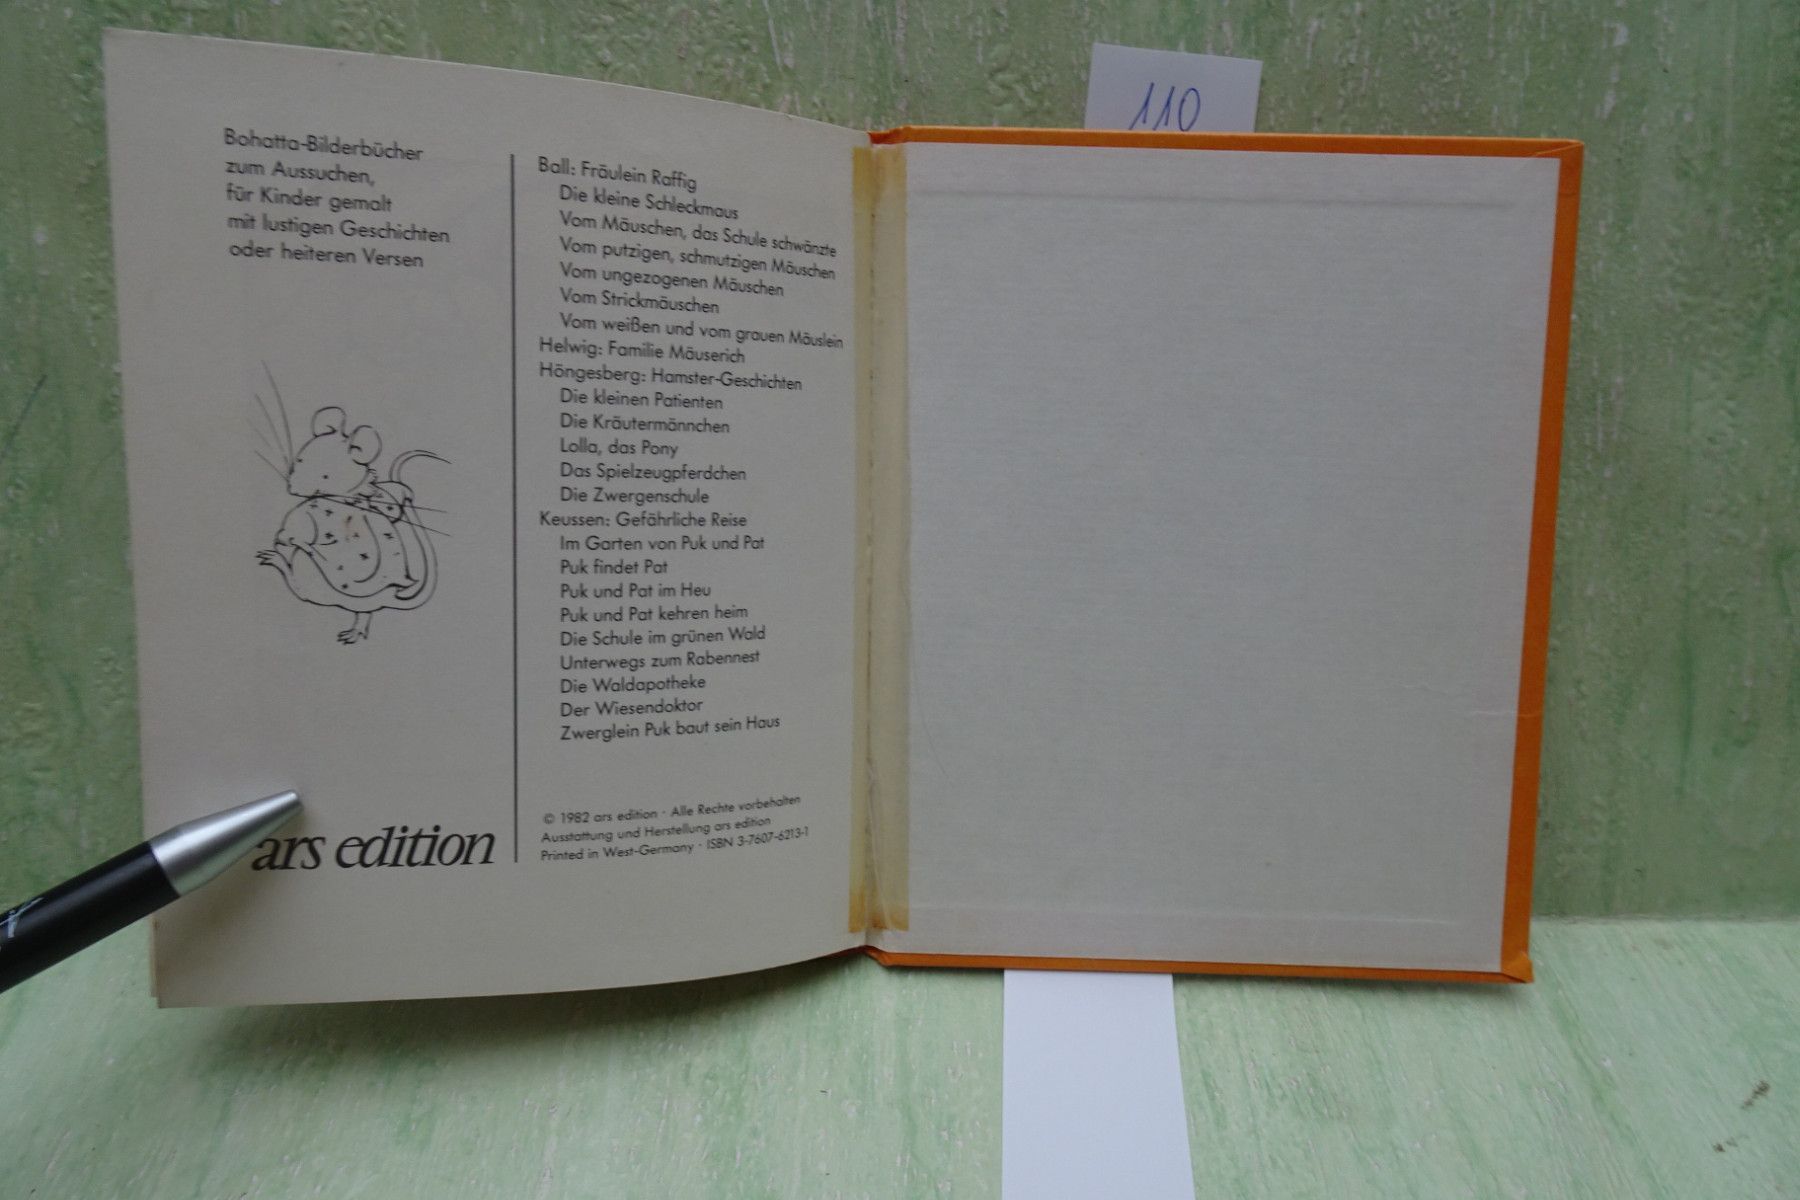 110
Bohatta-Bilderbücher
zum Aussuchen,
für Kinder gemalt
mit lustigen Geschichten
oder heiteren Versen
ars edition
Ball: Fräulein Raffig
Die kleine Schleckmaus
Vom Mäuschen, das Schule schwänzte
Vom putzigen, schmutzigen Mäuschen
Vom ungezogenen Mäuschen
Vom Strickmäuschen
Vom weißen und vom grauen Mäuslein
Helwig: Familie Mäuserich
Höngesberg: Hamster-Geschichten
Die kleinen Patienten
Die Kräutermännchen
Lolla, das Pony
Das Spielzeugpferdchen
Die Zwergenschule
Keussen: Gefährliche Reise
Im Garten von Puk und Pat
Puk findet Pat
Puk und Pat im Heu
Puk und Pat kehren heim
Die Schule im grünen Wald
Unterwegs zum Rabennest
Die Waldapotheke
Der Wiesendoktor
Zwerglein Puk baut sein Haus
© 1982 ars edition · Alle Rechte vorbehalten
Ausstattung und Herstellung ars edition
Printed in West-Germany · ISBN 3-7607-6213-1